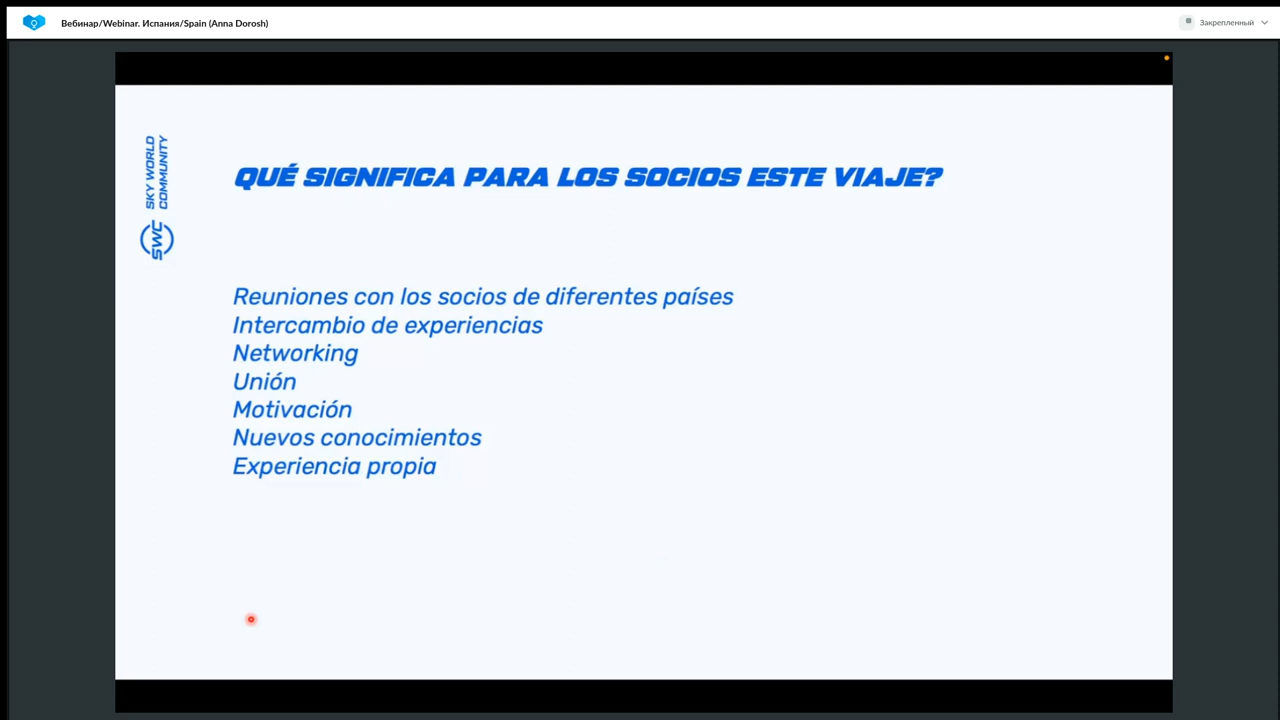 Вебинар/Webinar. Испания/Spain (Anna Dorosh)
Закрепленный
SKY WORLD
COMMUNITY
SWC
QUÉ SIGNIFICA PARA LOS SOCIOS ESTE VIAJE?
Reuniones con los socios de diferentes países
Intercambio de experiencias
Networking
Unión
Motivación
Nuevos conocimientos
Experiencia propia